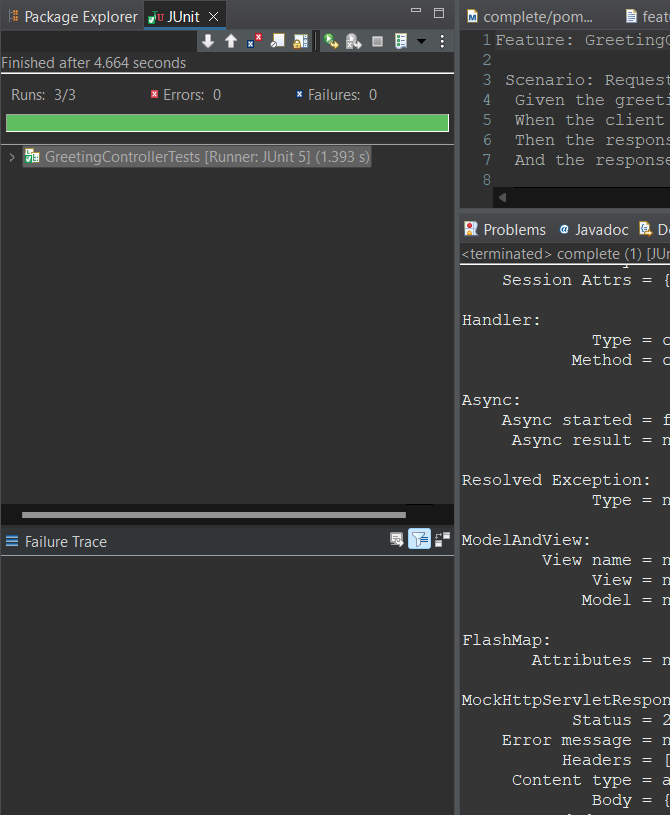 Package Explorer
JUnit
Finished after 4.664 seconds
Runs: 3/3
Errors: 0
Failures: 0
GreetingControllerTests [Runner: JUnit 5] (1.393 s)
Failure Trace
complete/pom...
1 Feature: Greeting
2
3 Scenario: Request
4 Given the greeti
5 When the client
6 Then the respons
7 And the response
8
Problems
Javadoc
<terminated> complete (1) [JU
Session Attrs = {
Handler:
Type = c
Method = c
Async:
Async started = f
Async result = n
Resolved Exception:
Type = n
ModelAndView:
View name = n
View = n
Model = n
FlashMap:
Attributes = n
MockHttpServletRespon
Status = 2
Error message = n
Headers = [
Content type = a
Body = {